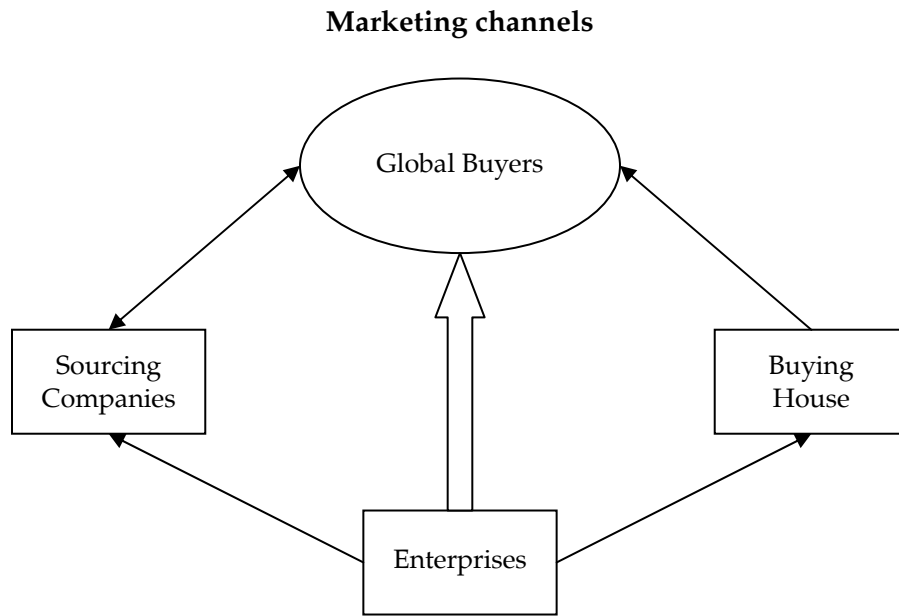 Marketing channels
Global Buyers
Sourcing
Companies
Buying
House
Enterprises